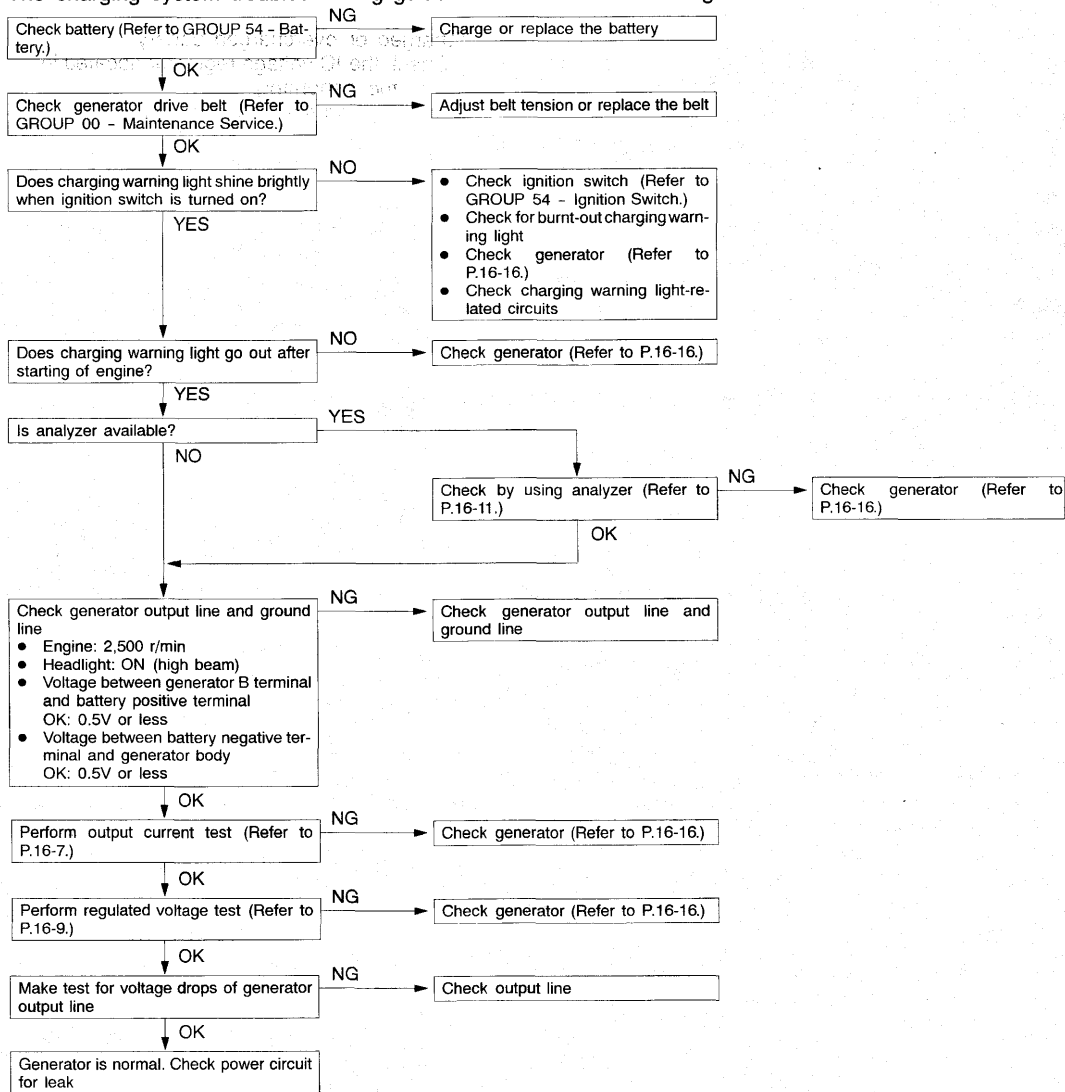 NG
Check battery (Refer to GROUP 54 – Bat-
tery.)
Charge or replace the battery
OK
NG
Check generator drive belt (Refer to
GROUP 00 – Maintenance Service.)
Adjust belt tension or replace the belt
OK
NO
Does charging warning light shine brightly
when ignition switch is turned on?
● Check ignition switch (Refer to
GROUP 54 – Ignition Switch.)
● Check for burnt-out charging warn-
ing light
● Check generator (Refer to
P.16-16.)
● Check charging warning light-re-
lated circuits
YES
NO
Does charging warning light go out after
starting of engine?
Check generator (Refer to P.16-16.)
YES
YES
Is analyzer available?
NO
Check by using analyzer (Refer to
P.16-11.)
NG
Check generator (Refer to
P.16-16.)
OK
Check generator output line and ground
line
● Engine: 2,500 r/min
● Headlight: ON (high beam)
● Voltage between generator B terminal
and battery positive terminal
OK: 0.5V or less
● Voltage between battery negative ter-
minal and generator body
OK: 0.5V or less
NG
Check generator output line and
ground line
OK
NG
Perform output current test (Refer to
P.16-7.)
Check generator (Refer to P.16-16.)
OK
NG
Perform regulated voltage test (Refer to
P.16-9.)
Check generator (Refer to P.16-16.)
OK
NG
Make test for voltage drops of generator
output line
Check output line
OK
Generator is normal. Check power circuit
for leak